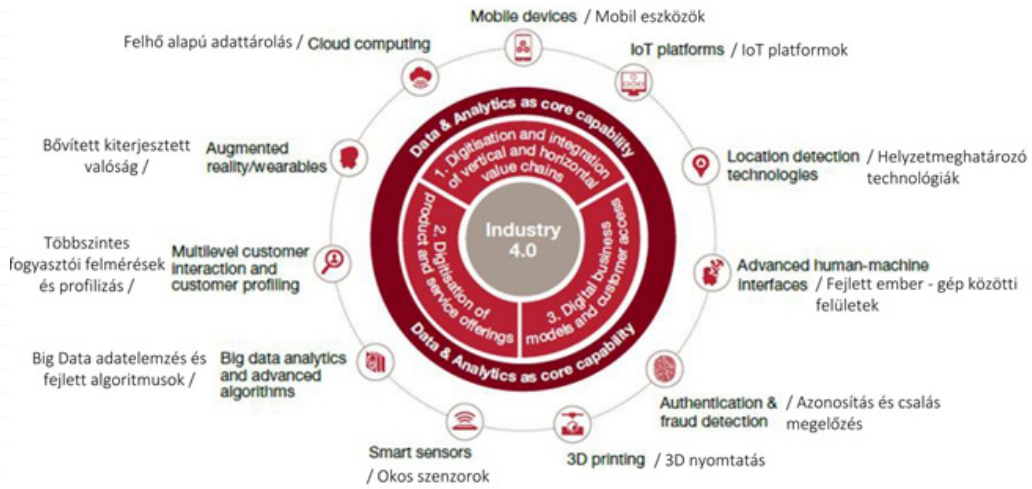 Mobile devices / Mobil eszközök
Felhő alapú adattárolás / Cloud computing
IoT platforms / IoT platformok
Bővített kiterjesztett
valóság /
Augmented
reality/wearables
Location detection
technologies
/ Helyzetmeghatározó
technológiák
Többszintes
fogyasztói felmérések
és profilizás /
Multilevel customer
interaction and
customer profiling
Advanced human-machine
interfaces
/ Fejlett ember - gép közötti
felületek
Big Data adatelemzés és
fejlett algoritmusok /
Big data analytics
and advanced
algorithms
Authentication &
fraud detection
/ Azonosítás és csalás
megelőzés
Smart sensors
/ Okos szenzorok
3D printing / 3D nyomtatás
Data & Analytics as core capability
1. Digitisation and integration
of vertical and horizontal
value chains
2. Digitisation of
product and service offerings
3. Digital business
models and customer access
Industry
4.0
Data & Analytics as core capability